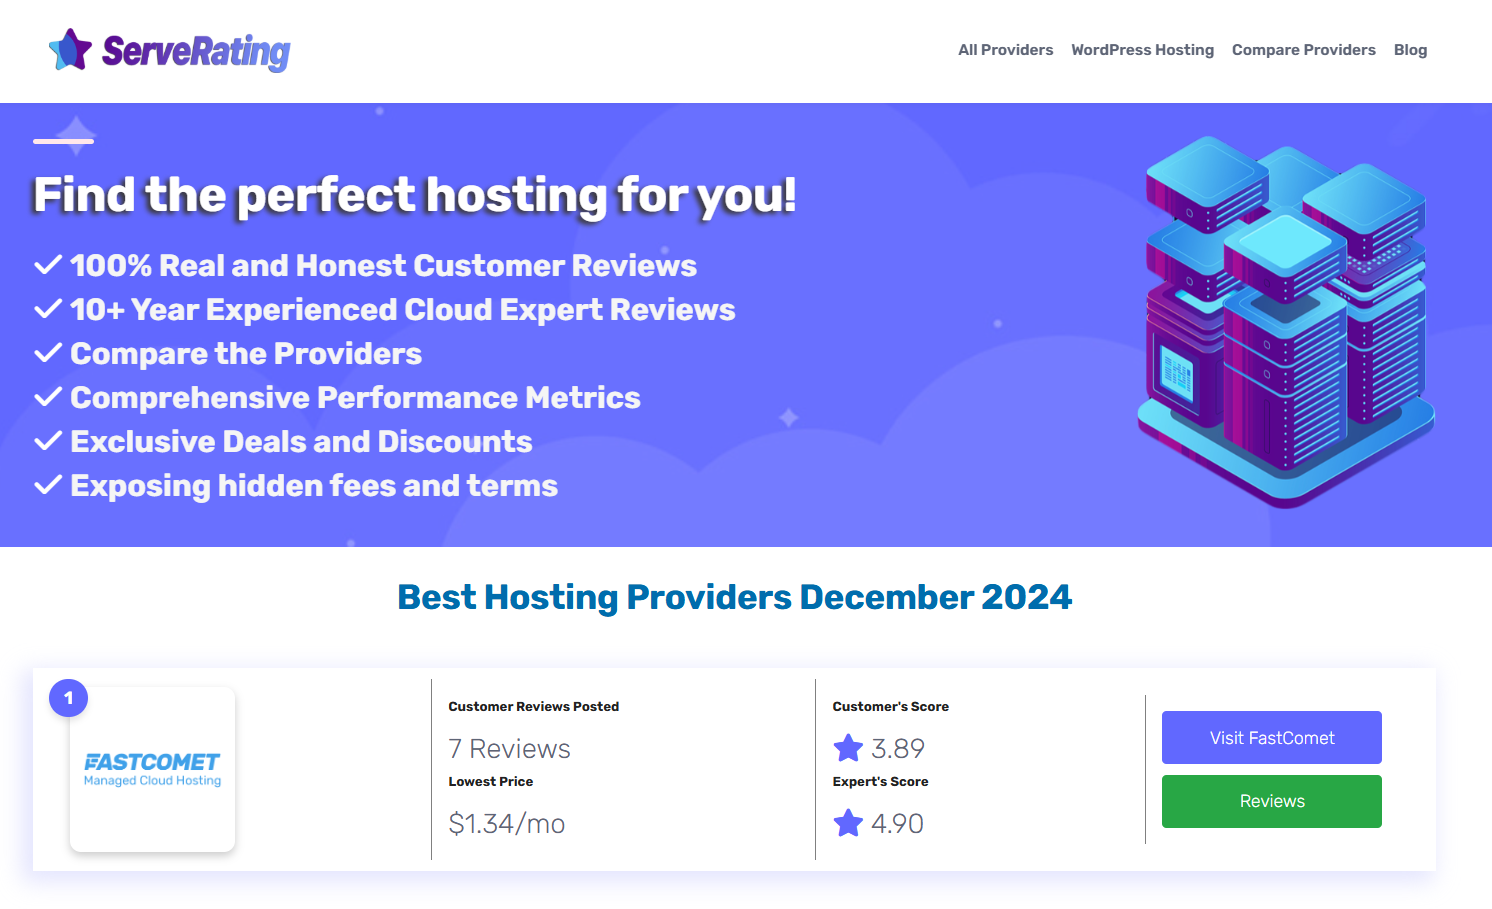 ServeRating
All Providers WordPress Hosting Compare Providers Blog
Find the perfect hosting for you!
100% Real and Honest Customer Reviews
10+ Year Experienced Cloud Expert Reviews
Compare the Providers
Comprehensive Performance Metrics
Exclusive Deals and Discounts
Exposing hidden fees and terms
Best Hosting Providers December 2024
1
FASTCOMET
Managed Cloud Hosting
Customer Reviews Posted
7 Reviews
Lowest Price
$1.34/mo
Customer's Score
3.89
Expert's Score
4.90
Visit FastComet
Reviews